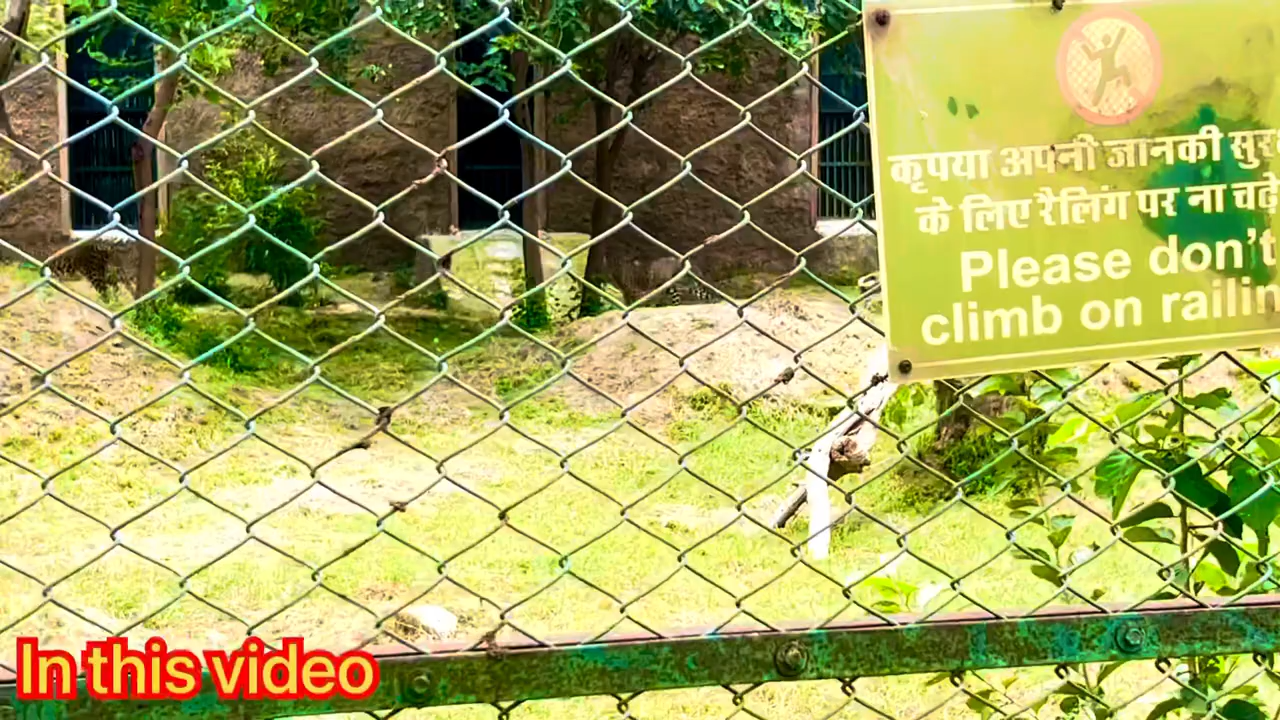 कृपया अपनी जानकी सुर
के लिए रैलिंग पर ना चढ़े
Please don't
climb on railin
In this video